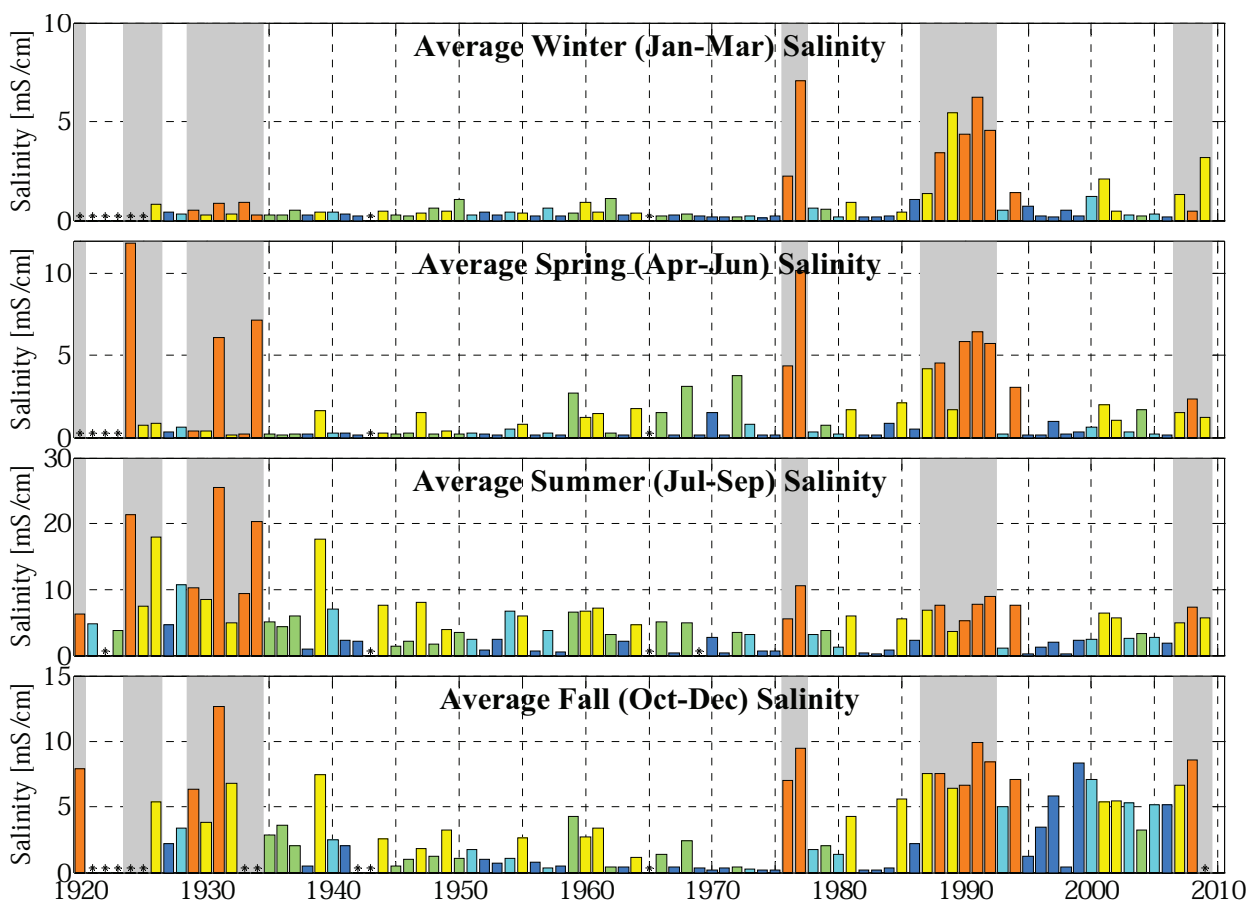 Average Winter (Jan-Mar) Salinity
Salinity [mS/cm]
10
5
0
Average Spring (Apr-Jun) Salinity
Salinity [mS/cm]
10
5
0
Average Summer (Jul-Sep) Salinity
Salinity [mS/cm]
30
20
10
0
Average Fall (Oct-Dec) Salinity
Salinity [mS/cm]
15
10
5
0
1920 1930 1940 1950 1960 1970 1980 1990 2000 2010